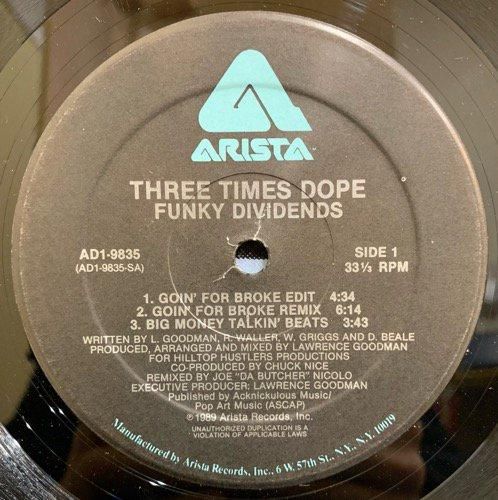 ARISTA
THREE TIMES DOPE
FUNKY DIVIDENDS
AD1-9835
(AD1-9835-SA)
SIDE 1
33⅓ RPM
1. GOIN' FOR BROKE EDIT 4:34
2. GOIN' FOR BROKE REMIX 6:14
3. BIG MONEY TALKIN' BEATS 3:43
WRITTEN BY L. GOODMAN, R. WALLER, W. GRIGGS AND D. BEALE
PRODUCED, ARRANGED AND MIXED BY LAWRENCE GOODMAN
FOR HILLTOP HUSTLERS PRODUCTIONS
CO-PRODUCED BY CHUCK NICE
REMIXED BY JOE "DA BUTCHER" NICOLO
EXECUTIVE PRODUCER: LAWRENCE GOODMAN
Published by Acknickulous Music/
Pop Art Music (ASCAP)
℗©1989 Arista Records, Inc.
UNAUTHORIZED DUPLICATION IS A
VIOLATION OF APPLICABLE LAWS
Manufactured by Arista Records, Inc., 6 W. 57th St., N.Y., N.Y. 10019